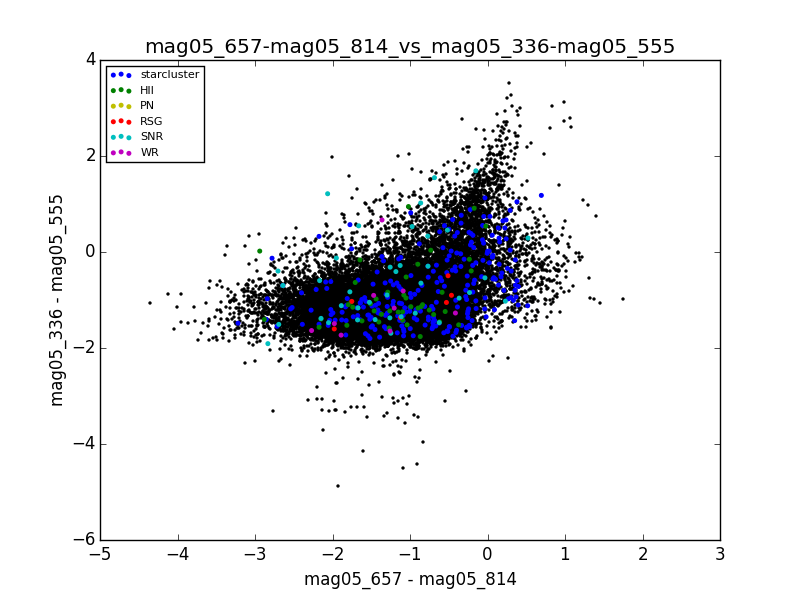 mag05_657-mag05_814_vs_mag05_336-mag05_555
starcluster
HII
PN
RSG
SNR
WR
4
2
0
−2
−4
−6
mag05_336 - mag05_555
−5 −4 −3 −2 −1 0 1 2 3
mag05_657 - mag05_814